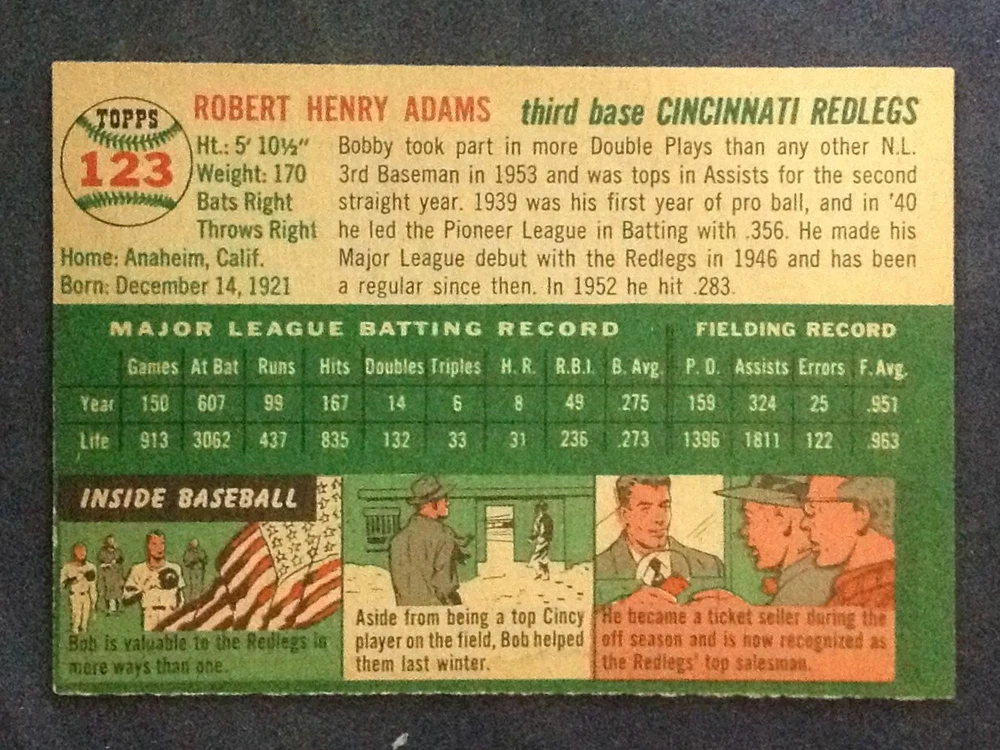 TOPPS
123
ROBERT HENRY ADAMS third base CINCINNATI REDLEGS
Ht.: 5' 10½"
Weight: 170
Bats Right
Throws Right
Home: Anaheim, Calif.
Born: December 14, 1921
Bobby took part in more Double Plays than any other N.L.
3rd Baseman in 1953 and was tops in Assists for the second
straight year. 1939 was his first year of pro ball, and in '40
he led the Pioneer League in Batting with .356. He made his
Major League debut with the Redlegs in 1946 and has been
a regular since then. In 1952 he hit .283.
MAJOR LEAGUE BATTING RECORD FIELDING RECORD
Games At Bat Runs Hits Doubles Triples H. R. R.B.I. B. Avg. P. O. Assists Errors F. Avg.
Year 150 607 99 167 14 6 8 49 .275 159 324 25 .951
Life 913 3062 437 835 132 33 31 236 .273 1396 1811 122 .963
INSIDE BASEBALL
Bob is valuable to the Redlegs in
more ways than one.
Aside from being a top Cincy
player on the field, Bob helped
them last winter.
He became a ticket seller during the
off season and is now recognized as
the Redlegs' top salesman.